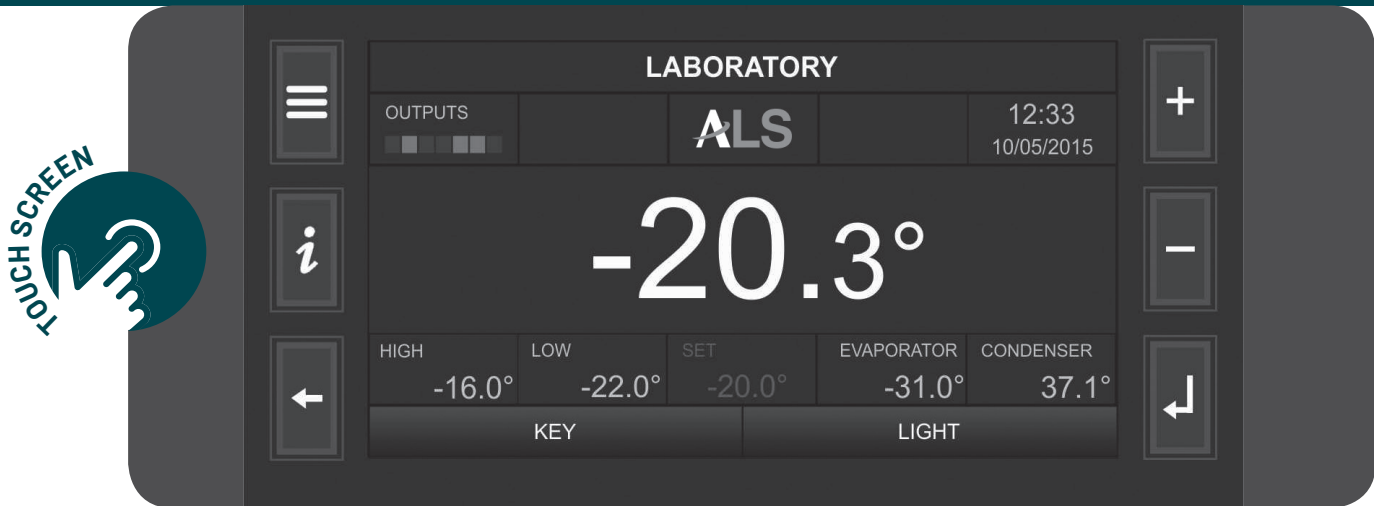 TOUCH SCREEN
LABORATORY
OUTPUTS
ALS
12:33
10/05/2015
-20.3°
HIGH LOW SET EVAPORATOR CONDENSER
-16.0° -22.0° -20.0° -31.0° 37.1°
KEY LIGHT